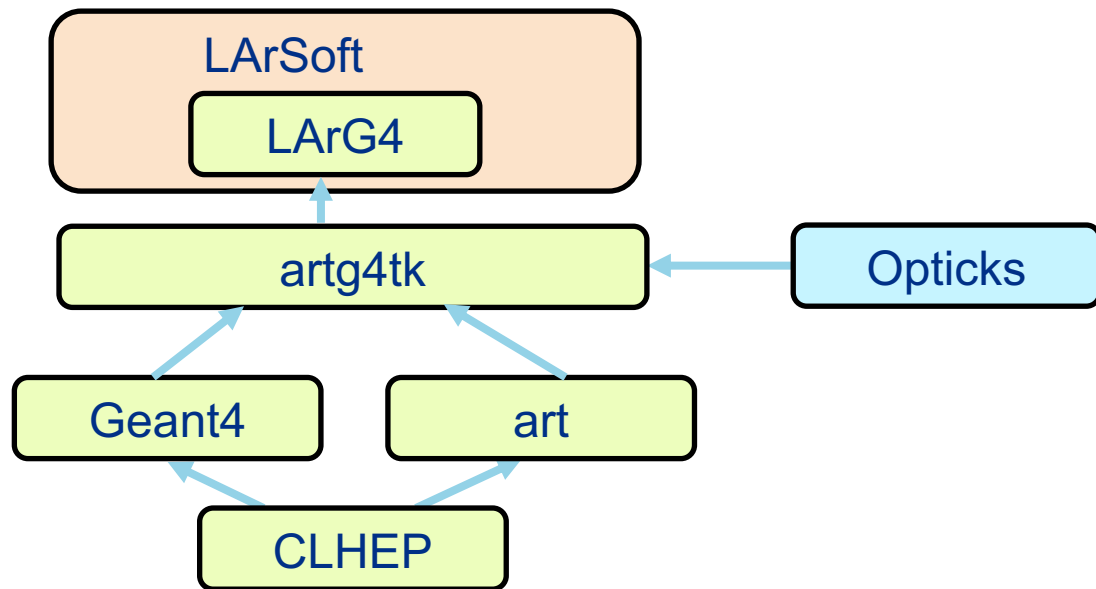 LArSoft
LArG4
artg4tk
Opticks
Geant4
art
CLHEP